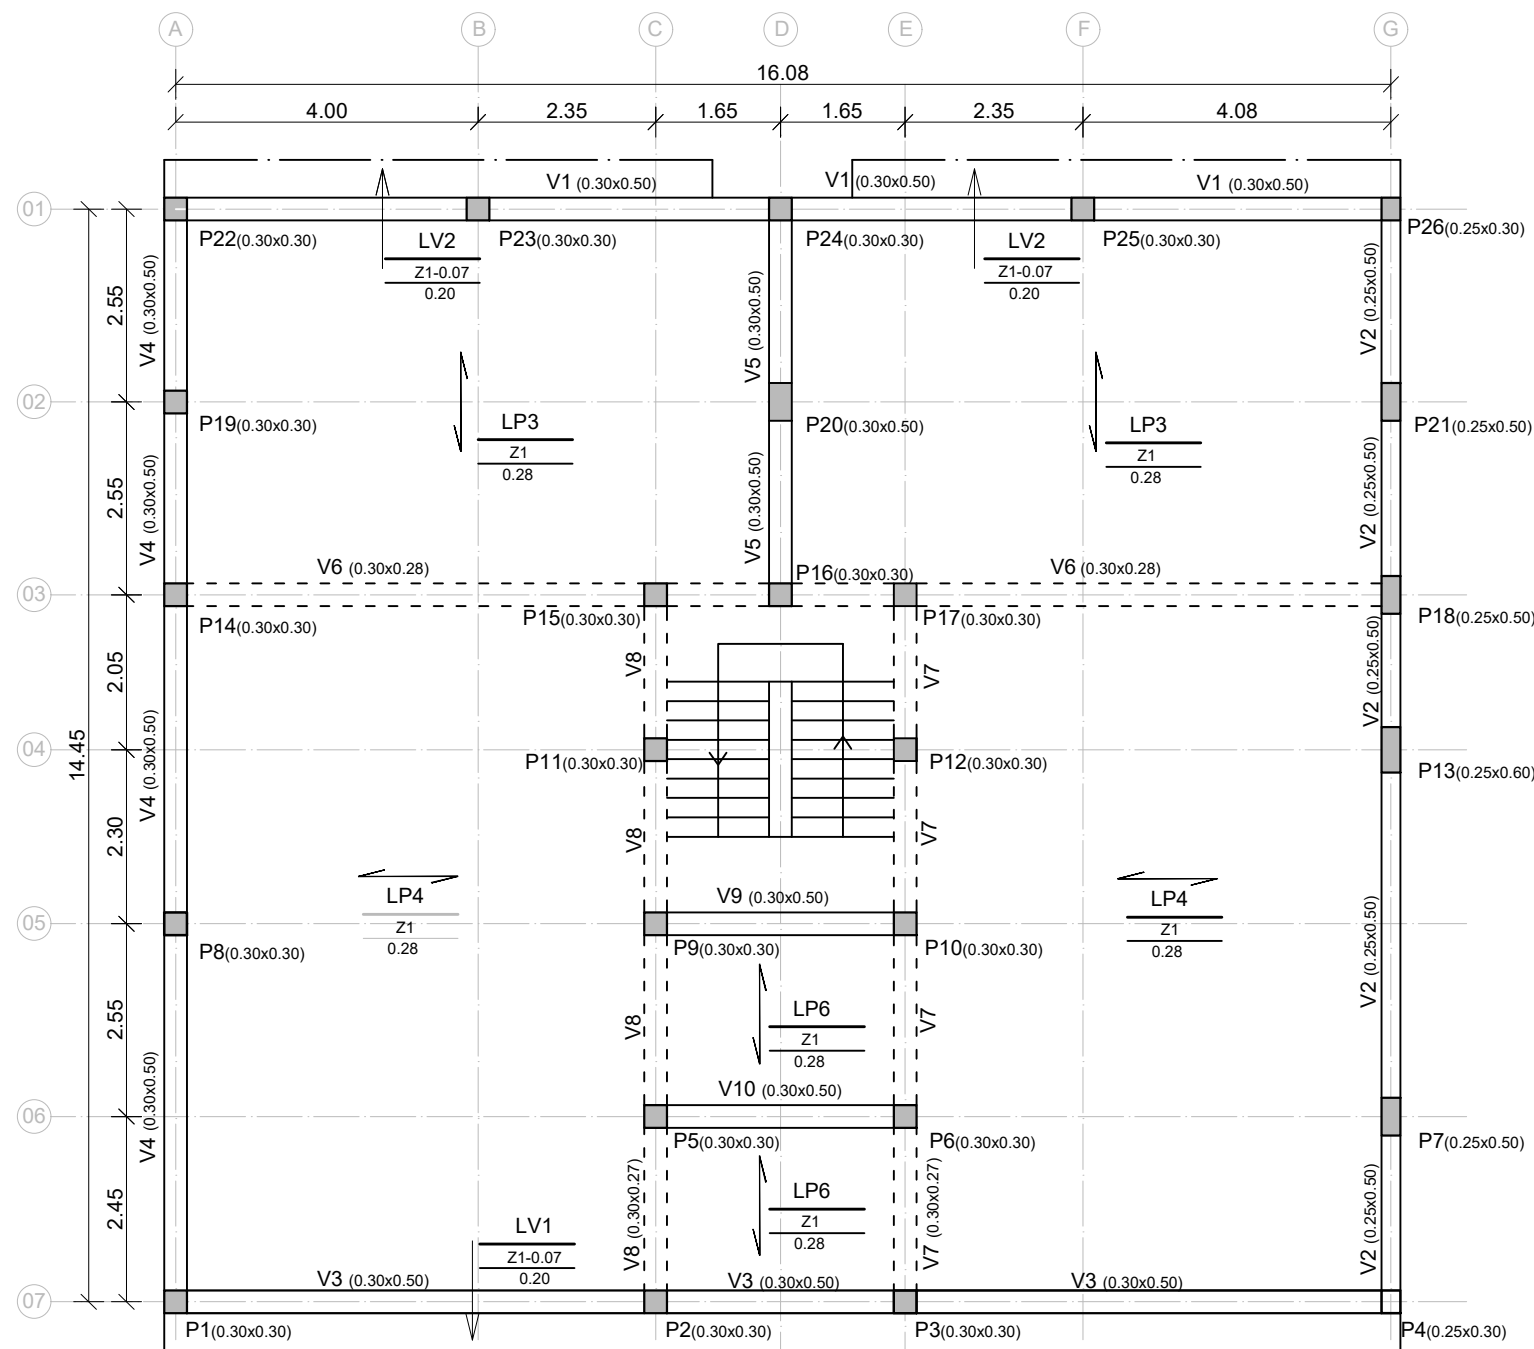 A B C D E F G
16.08
4.00 2.35 1.65 1.65 2.35 4.08
V1 (0.30x0.50) V1 (0.30x0.50) V1 (0.30x0.50)
01
P22(0.30x0.30) LV2 P23(0.30x0.30) P24(0.30x0.30) LV2 P25(0.30x0.30) P26(0.25x0.30)
Z1-0.07 Z1-0.07
0.20 0.20
2.55 V4 (0.30x0.50) V5 (0.30x0.50) V2 (0.25x0.50)
02
P19(0.30x0.30) LP3 P20(0.30x0.50) LP3 P21(0.25x0.50)
Z1 Z1
0.28 0.28
2.55 V4 (0.30x0.50) V5 (0.30x0.50) V2 (0.25x0.50)
V6 (0.30x0.28) P16(0.30x0.30) V6 (0.30x0.28)
03
P14(0.30x0.30) P15(0.30x0.30) P17(0.30x0.30) P18(0.25x0.50)
2.05 V8 V7 V2 (0.25x0.50)
14.45
04
V4 (0.30x0.50) P11(0.30x0.30) P12(0.30x0.30) P13(0.25x0.60)
2.30 V8 V7
LP4 V9 (0.30x0.50) LP4
Z1 Z1
0.28 0.28
05
P8(0.30x0.30) P9(0.30x0.30) P10(0.30x0.30) V2 (0.25x0.50)
2.55 V8 LP6 V7
Z1
0.28
V10 (0.30x0.50)
06
V4 (0.30x0.50) P5(0.30x0.30) P6(0.30x0.30) P7(0.25x0.50)
2.45 V8 (0.30x0.27) LP6 V7 (0.30x0.27) V2 (0.25x0.50)
Z1
0.28
LV1
Z1-0.07
0.20
V3 (0.30x0.50) V3 (0.30x0.50) V3 (0.30x0.50)
07
P1(0.30x0.30) P2(0.30x0.30) P3(0.30x0.30) P4(0.25x0.30)